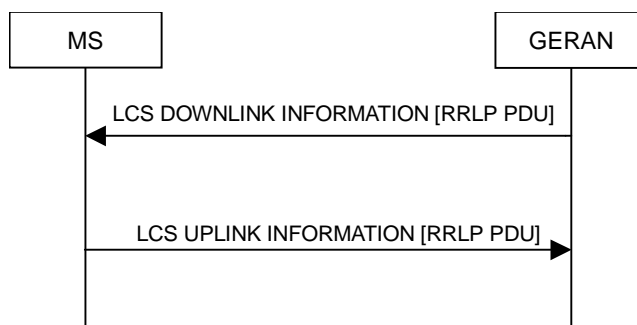 MS
GERAN
LCS DOWNLINK INFORMATION [RRLP PDU]
LCS UPLINK INFORMATION [RRLP PDU]